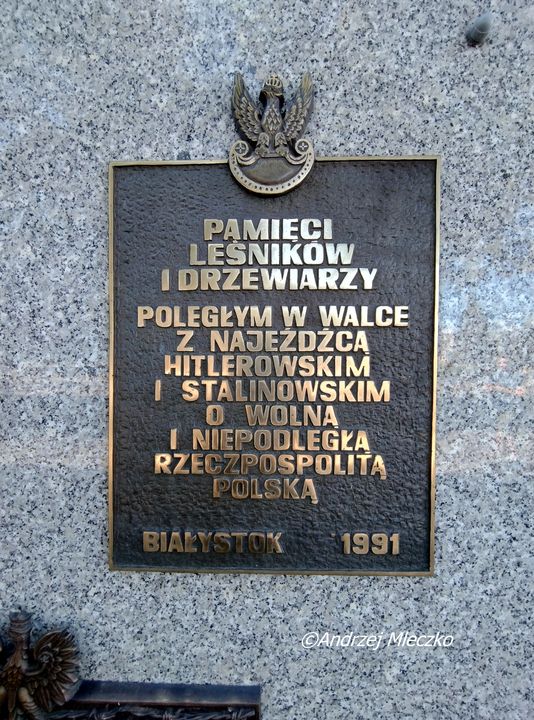 PAMIĘCI
LEŚNIKÓW
I DRZEWIARZY
POLEGŁYM W WALCE
Z NAJEŹDŹCĄ
HITLEROWSKIM
I STALINOWSKIM
O WOLNĄ
I NIEPODLEGŁĄ
RZECZPOSPOLITĄ
POLSKĄ
BIAŁYSTOK 1991
©Andrzej Mleczko